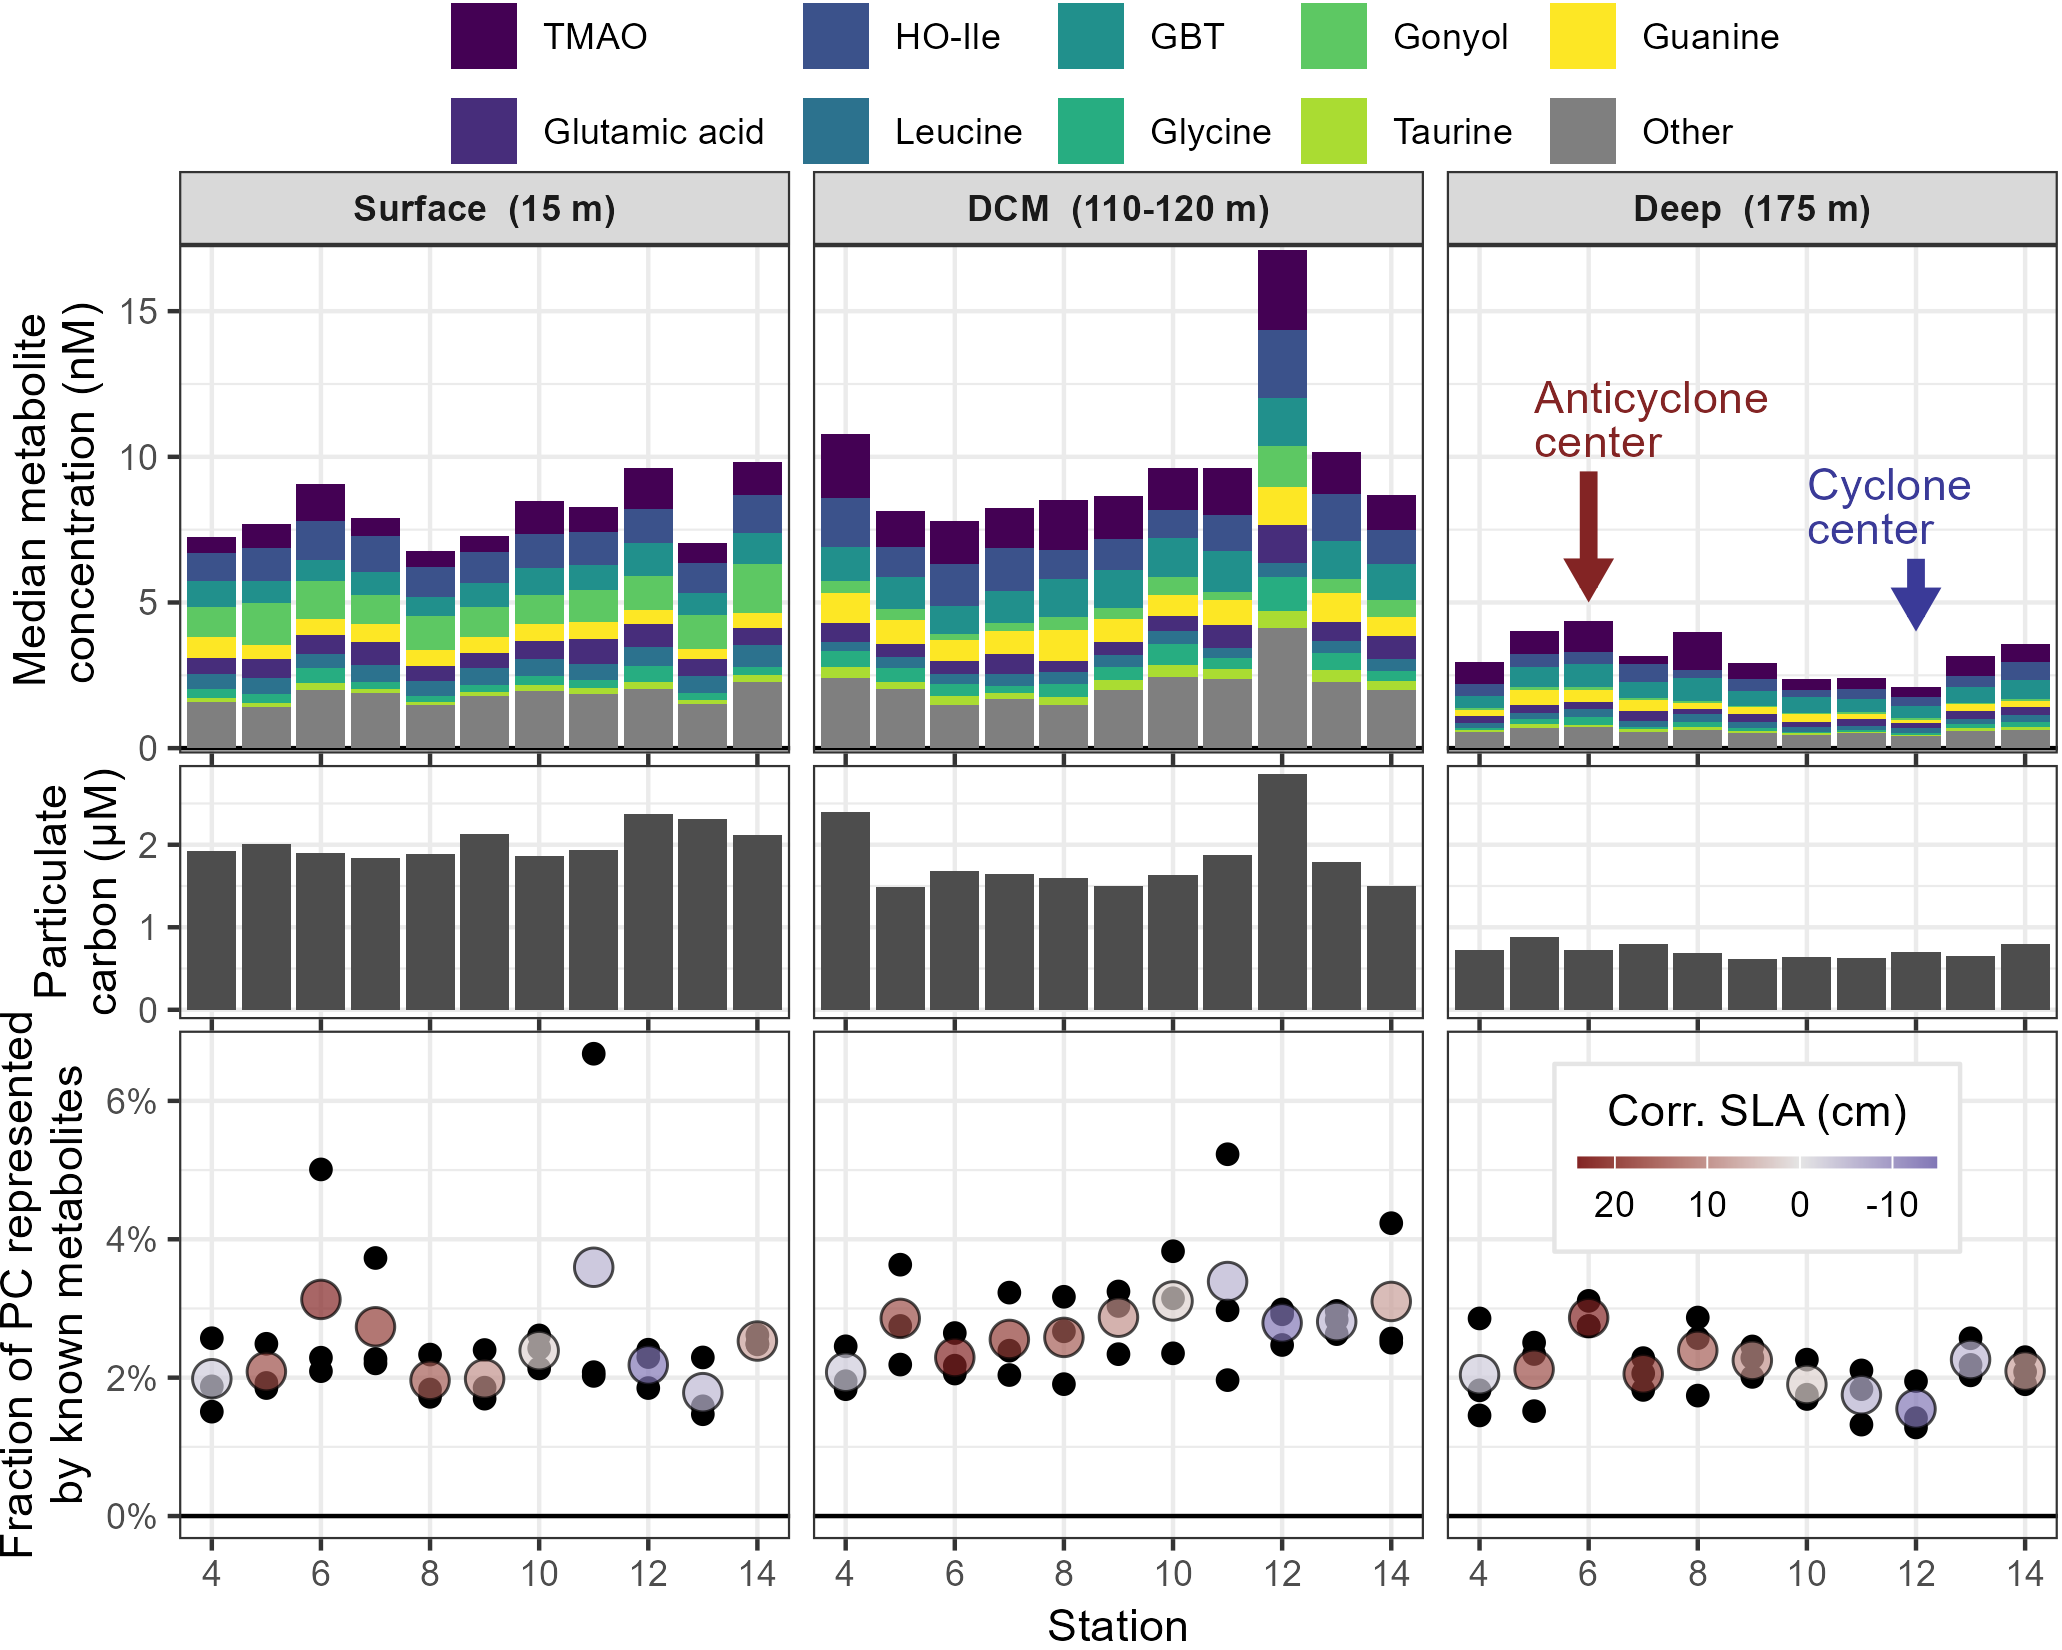 TMAO HO-Ile GBT Gonyol Guanine
Glutamic acid Leucine Glycine Taurine Other
Surface (15 m) DCM (110-120 m) Deep (175 m)
Median metabolite
concentration (nM)
15
10
5
0
Anticyclone
center
Cyclone
center
Particulate
carbon (μM)
2
1
0
Fraction of PC represented
by known metabolites
6%
4%
2%
0%
Corr. SLA (cm)
20 10 0 -10
4 6 8 10 12 14 4 6 8 10 12 14 4 6 8 10 12 14
Station